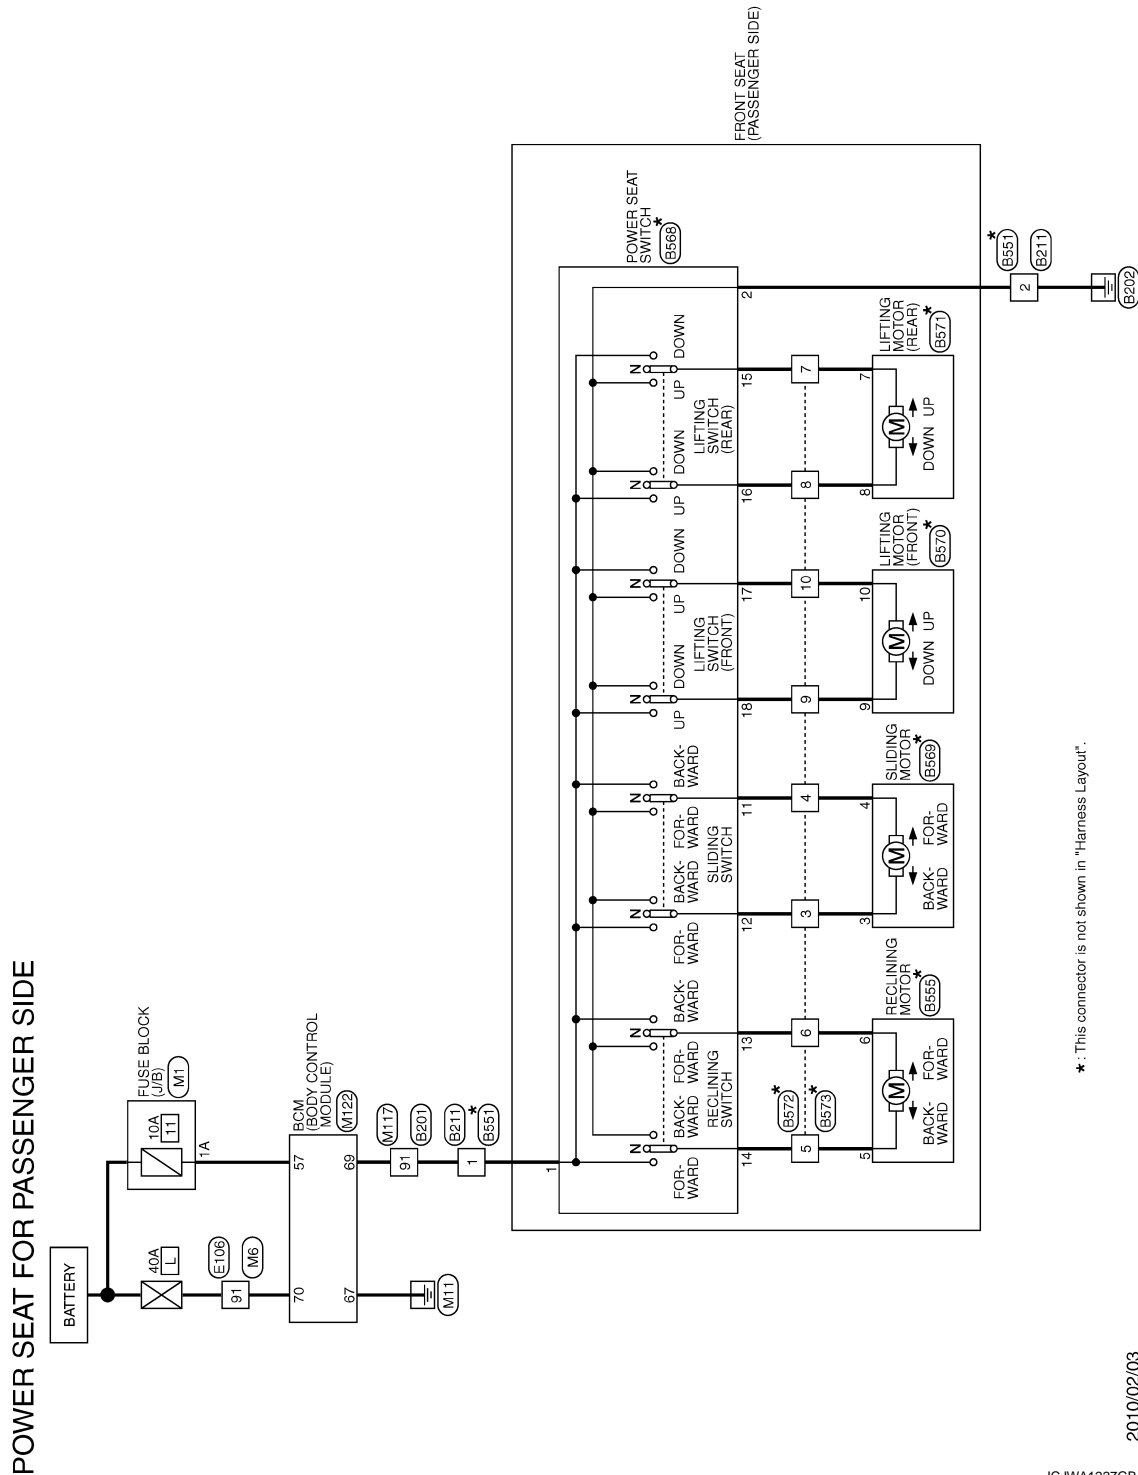 POWER SEAT FOR PASSENGER SIDE
BATTERY
40A
L
10A
11
FUSE BLOCK
(J/B)
M1
1A
91
E106
M6
70
57
BCM
(BODY CONTROL
MODULE)
M122
67
69
M11
91
M117
B201
1
B211
B551
*
FRONT SEAT
(PASSENGER SIDE)
1
POWER SEAT
SWITCH
*
B568
N
FOR-
WARD
BACK-
WARD
N
FOR-
WARD
BACK-
WARD
RECLINING
SWITCH
N
FOR-
WARD
BACK-
WARD
N
FOR-
WARD
BACK-
WARD
SLIDING
SWITCH
N
UP
DOWN
N
UP
DOWN
LIFTING
SWITCH
(FRONT)
N
UP
DOWN
N
UP
DOWN
LIFTING
SWITCH
(REAR)
14
13
12
11
18
17
16
15
2
5
B572
*
B573
*
6
3
4
9
10
8
7
5
6
RECLINING
MOTOR
*
B555
M
BACK-
WARD
FOR-
WARD
3
4
SLIDING
MOTOR
*
B569
M
BACK-
WARD
FOR-
WARD
9
10
LIFTING
MOTOR
(FRONT)
*
B570
M
DOWN UP
8
7
LIFTING
MOTOR
(REAR)
*
B571
M
DOWN UP
2
B551
*
B211
B202
* : This connector is not shown in "Harness Layout".
2010/02/03